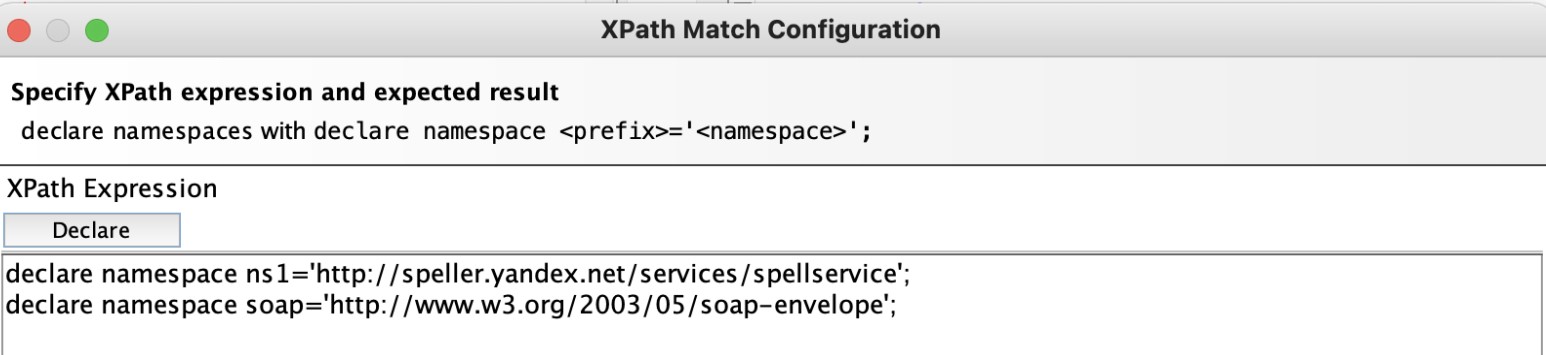 XPath Match Configuration
Specify XPath expression and expected result
declare namespaces with declare namespace <prefix>='<namespace>';
XPath Expression
Declare
declare namespace ns1='http://speller.yandex.net/services/spellservice';
declare namespace soap='http://www.w3.org/2003/05/soap-envelope';